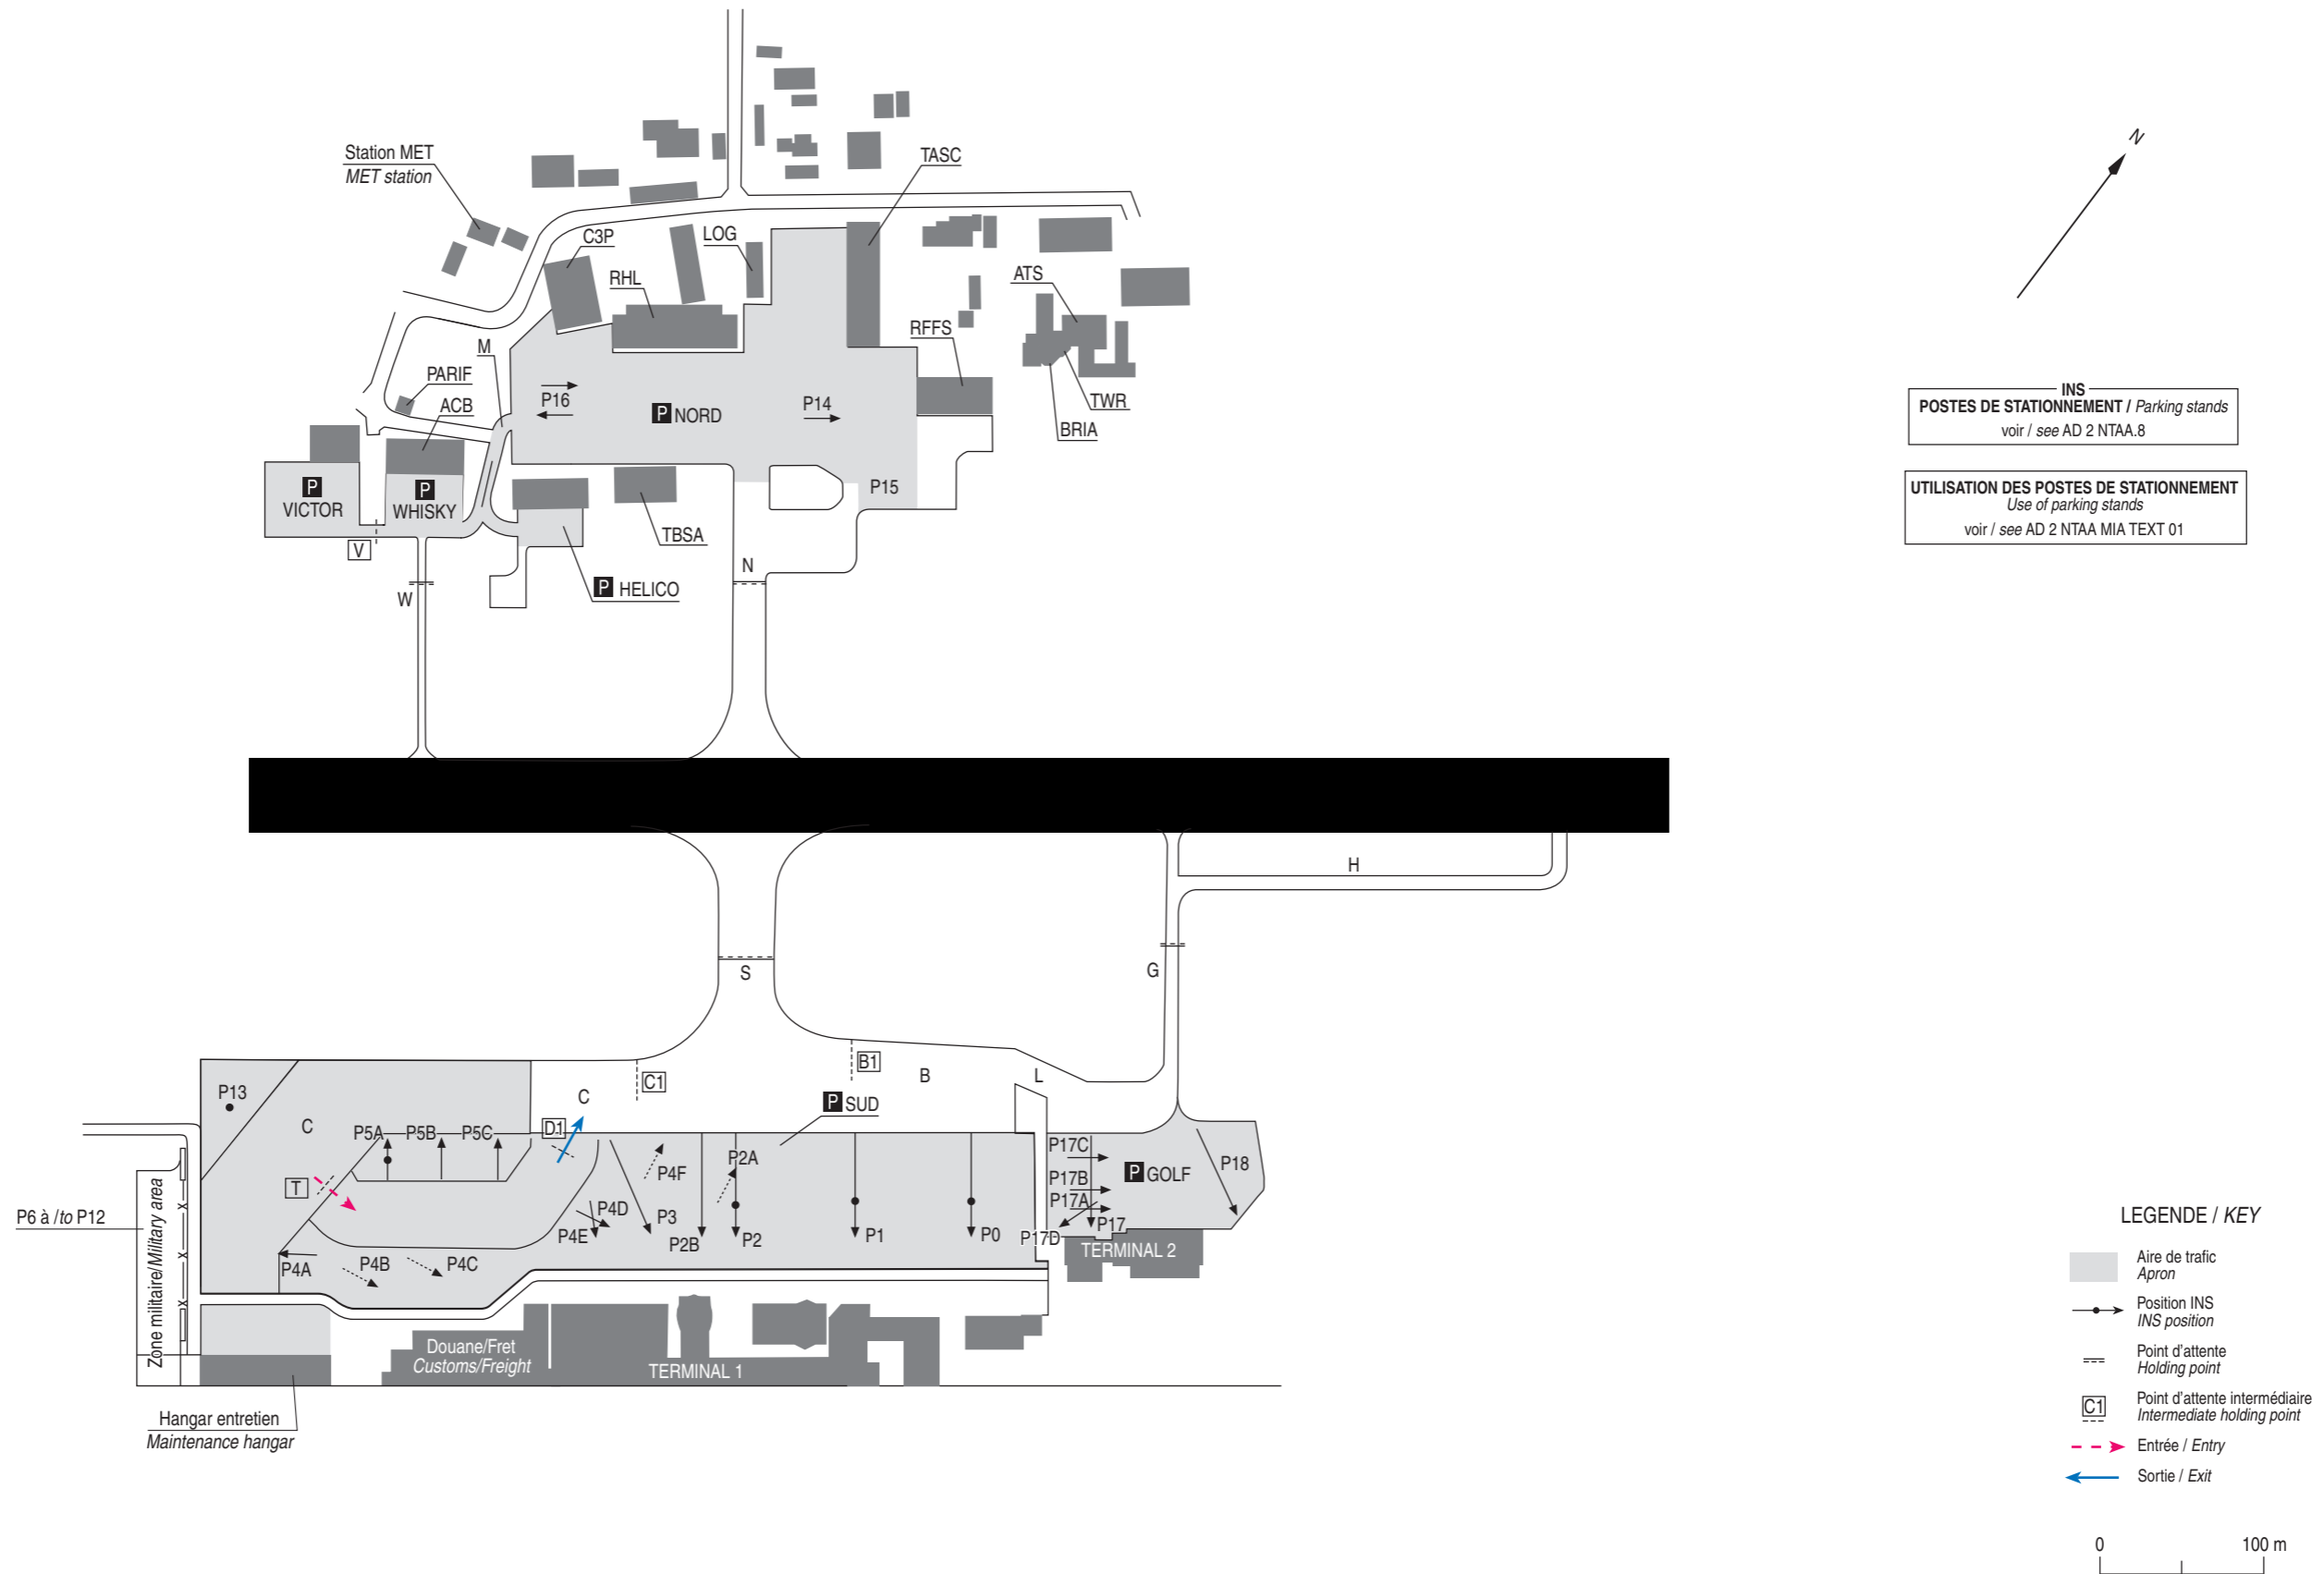 N
Station MET
MET station
TASC
C3P
LOG
RHL
ATS
RFFS
M
PARIF
ACB
P16
P NORD
P14
TWR
BRIA
INS
POSTES DE STATIONNEMENT / Parking stands
voir / see AD 2 NTAA.8
UTILISATION DES POSTES DE STATIONNEMENT
Use of parking stands
voir / see AD 2 NTAA MIA TEXT 01
P
VICTOR
P
WHISKY
P15
V
TBSA
N
P HELICO
W
H
S
G
B1
C1
B
L
P13
C
P SUD
C
D1
P5A
P5B
P5C
P4F
P2A
P17C
P GOLF
P18
P17B
P17A
T
P4D
P3
P4E
P2B
P2
P1
P0
P17D
P17
TERMINAL 2
P6 à /to P12
Zone militaire/Military area
P4A
P4B
P4C
Douane/Fret
Customs/Freight
TERMINAL 1
Hangar entretien
Maintenance hangar
LEGENDE / KEY
Aire de trafic
Apron
Position INS
INS position
Point d'attente
Holding point
C1
Point d'attente intermédiaire
Intermediate holding point
Entrée / Entry
Sortie / Exit
0 100 m